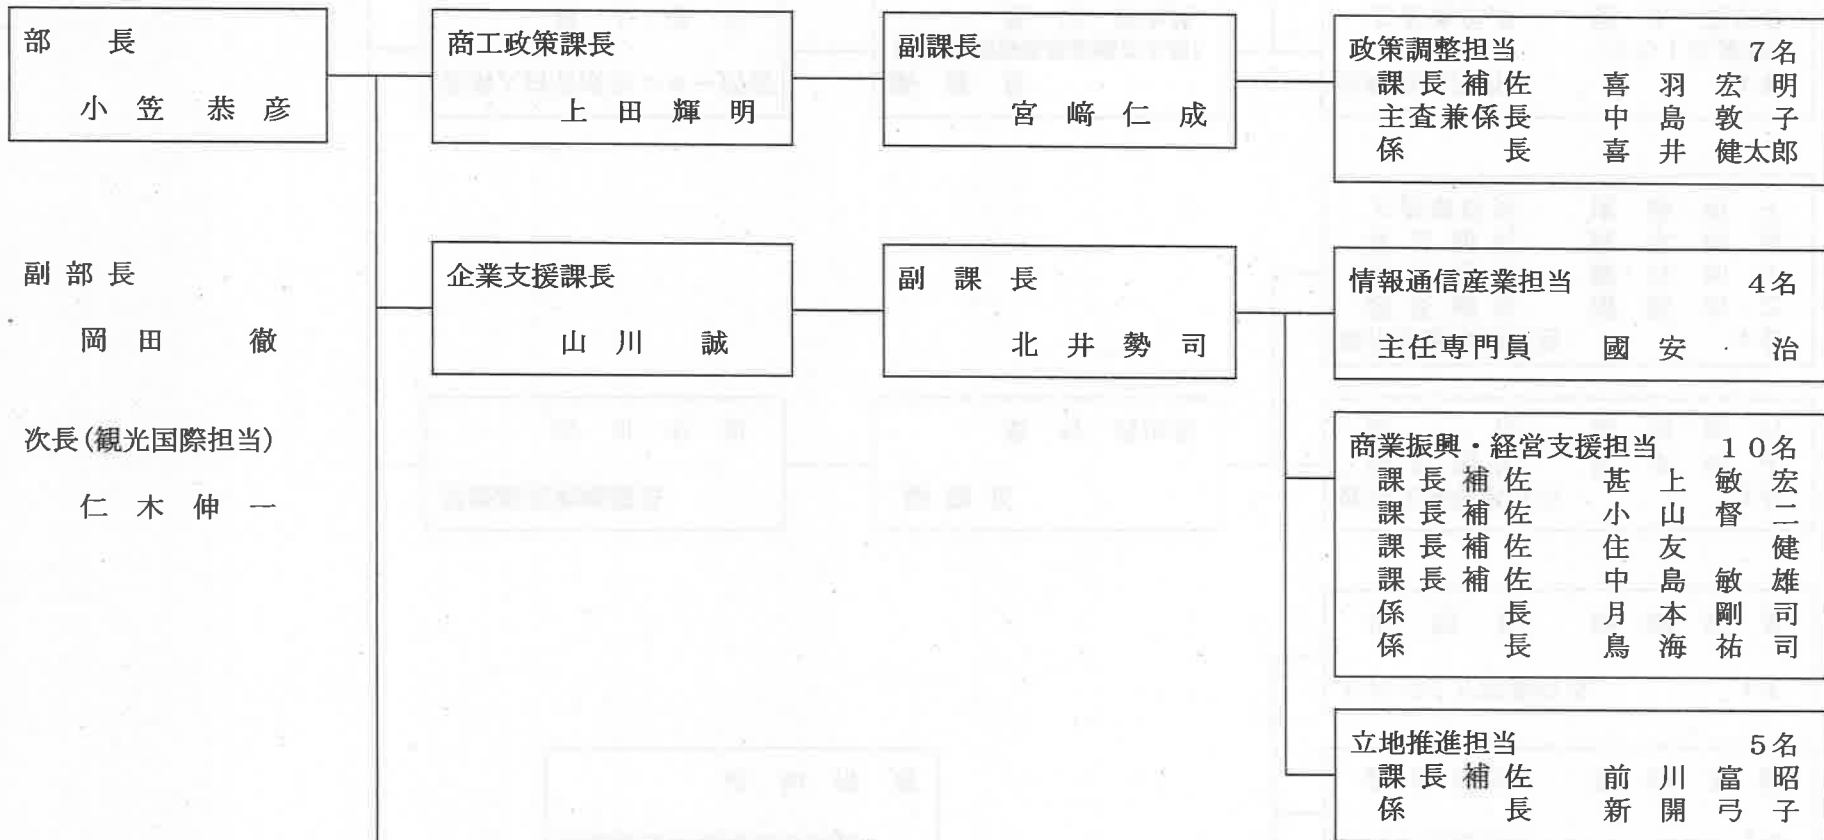 部長
小笠 恭彦
副部長
岡田 徹
次長(観光国際担当)
仁木伸一
商工政策課長
上田輝明
副課長
宮﨑仁成
政策調整担当 7名
課長補佐 喜羽宏明
主査兼係長 中島敦子
係長 喜井健太郎
企業支援課長
山川 誠
副課長
北井勢司
情報通信産業担当 4名
主任専門員 國安 治
商業振興・経営支援担当 10名
課長補佐 甚上敏宏
課長補佐 小山督二
課長補佐 住友 健
課長補佐 中島敏雄
係長 月本剛司
係長 鳥海祐司
立地推進担当 5名
課長補佐 前川富昭
係長 新開弓子